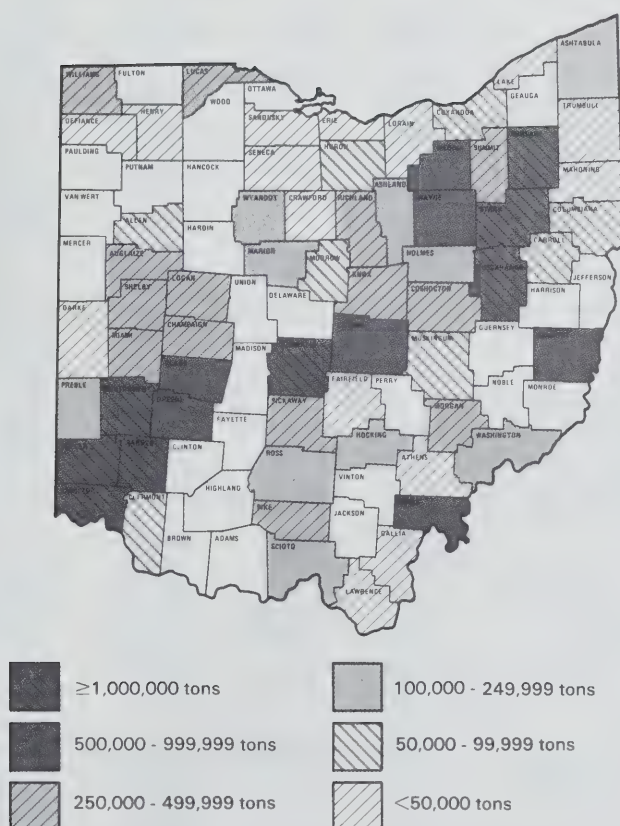 ASHTABULA
WILLIAMS FULTON LUCAS LAKE
OTTAWA GEAUGA
WOOD CUYAHOGA TRUMBULL
HENRY SANDUSKY ERIE LORAIN
DEFIANCE SUMMIT
PAULDING SENECA HURON MAHONING
PUTNAM HANCOCK ASHLAND
VAN WERT WYANDOT CRAWFORD RICHLAND WAYNE STARK COLUMBIANA
ALLEN CARROLL
MERCER HARDIN MARION MORROW HOLMES
AUGLAIZE JEFFERSON
LOGAN UNION KNOX COSHOCTON HARRISON
SHELBY DELAWARE
DARKE CHAMPAIGN GUERNSEY
MIAMI MADISON MUSKINGUM
FAIRFIELD PERRY NOBLE MONROE
PREBLE GREENE PICKAWAY MORGAN
FAYETTE HOCKING WASHINGTON
WARREN CLINTON ROSS ATHENS
VINTON
CLERMONT HIGHLAND
PIKE JACKSON
BROWN ADAMS GALLIA
SCIOTO
LAWRENCE
≥1,000,000 tons
100,000 - 249,999 tons
500,000 - 999,999 tons
50,000 - 99,999 tons
250,000 - 499,999 tons
<50,000 tons